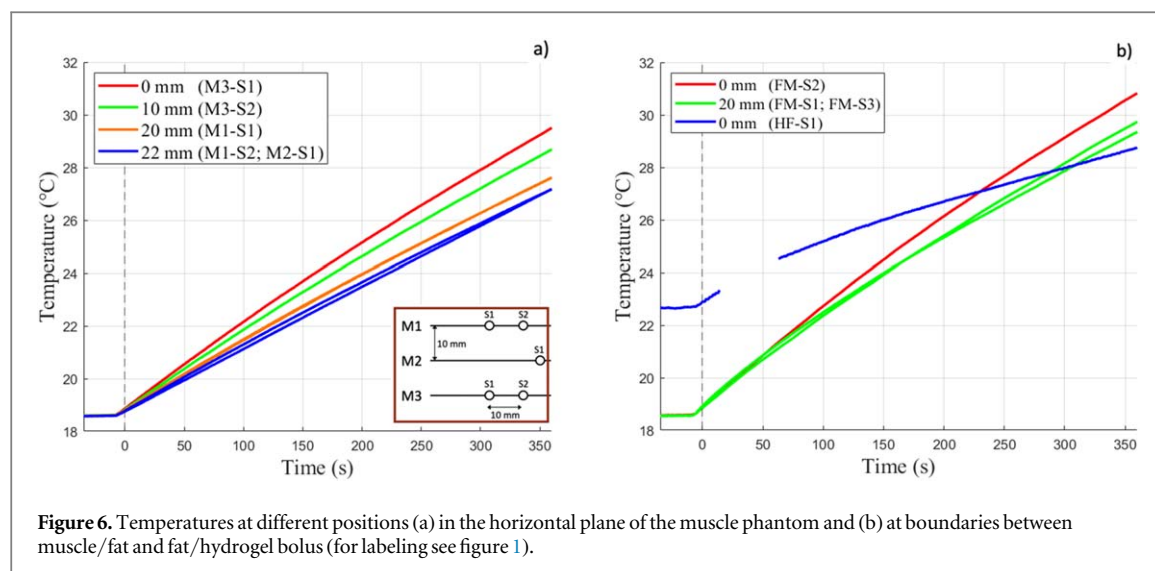 a)
32
30
28
26
24
22
20
18
Temperature (°C)
0 mm (M3-S1)
10 mm (M3-S2)
20 mm (M1-S1)
22 mm (M1-S2; M2-S1)
S1 S2
M1
10 mm
S1
M2
S1 S2
M3
10 mm
0 50 100 150 200 250 300 350
Time (s)
b)
32
30
28
26
24
22
20
18
Temperature (°C)
0 mm (FM-S2)
20 mm (FM-S1; FM-S3)
0 mm (HF-S1)
0 50 100 150 200 250 300 350
Time (s)
Figure 6. Temperatures at different positions (a) in the horizontal plane of the muscle phantom and (b) at boundaries between
muscle/fat and fat/hydrogel bolus (for labeling see figure 1).